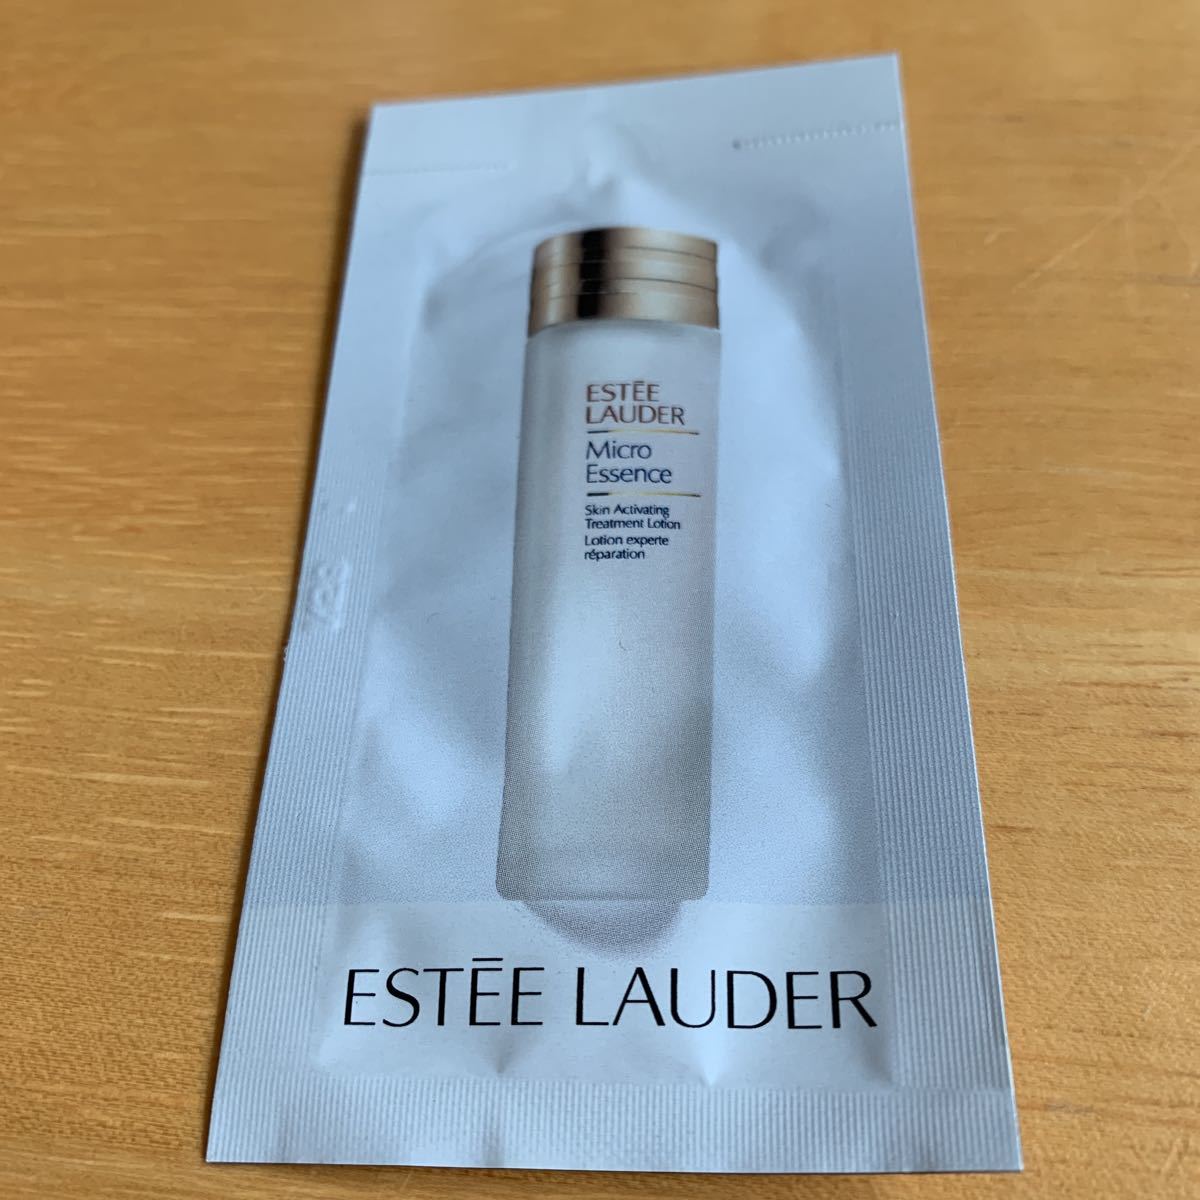 ESTĒE
LAUDER
Micro
Essence
Skin Activating
Treatment Lotion
Lotion experte
réparation
ESTĒE LAUDER